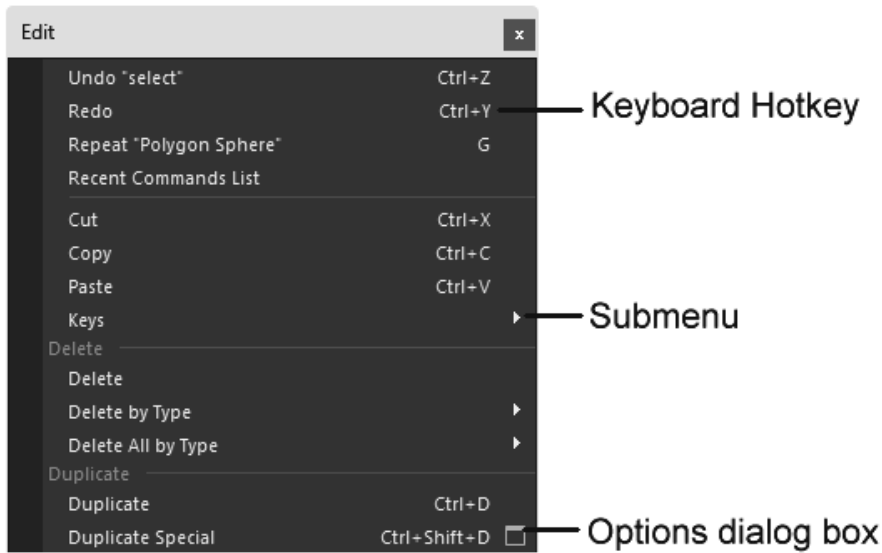 Edit x
Undo "select" Ctrl+Z
Redo Ctrl+Y Keyboard Hotkey
Repeat "Polygon Sphere" G
Recent Commands List
Cut Ctrl+X
Copy Ctrl+C
Paste Ctrl+V
Keys Submenu
Delete
Delete
Delete by Type
Delete All by Type
Duplicate
Duplicate Ctrl+D
Duplicate Special Ctrl+Shift+D Options dialog box